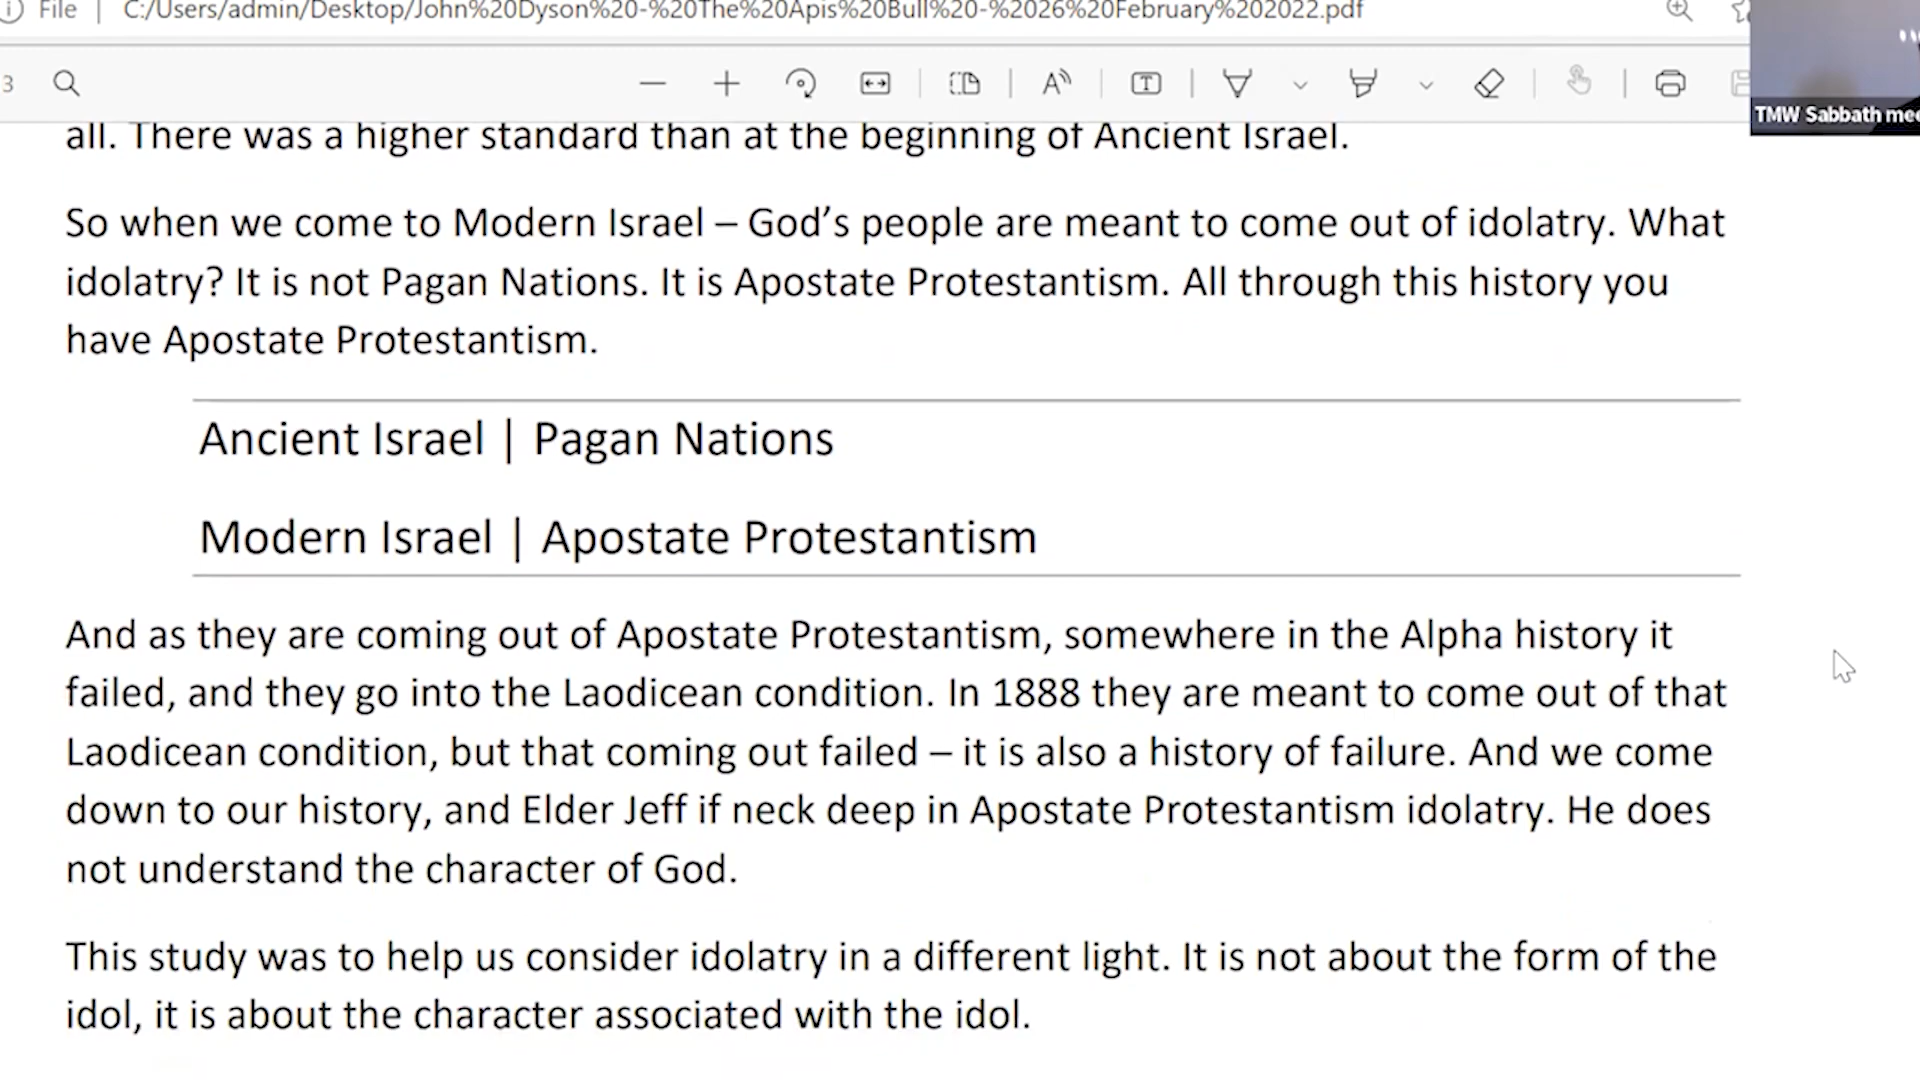 File | C:/Users/admin/Desktop/John%20Dyson%20-%20The%20Apis%20Bull%20-%2026%20February%202022.pdf
3
TMW Sabbath mee
all. There was a higher standard than at the beginning of Ancient Israel.
So when we come to Modern Israel – God’s people are meant to come out of idolatry. What
idolatry? It is not Pagan Nations. It is Apostate Protestantism. All through this history you
have Apostate Protestantism.
Ancient Israel | Pagan Nations
Modern Israel | Apostate Protestantism
And as they are coming out of Apostate Protestantism, somewhere in the Alpha history it
failed, and they go into the Laodicean condition. In 1888 they are meant to come out of that
Laodicean condition, but that coming out failed – it is also a history of failure. And we come
down to our history, and Elder Jeff if neck deep in Apostate Protestantism idolatry. He does
not understand the character of God.
This study was to help us consider idolatry in a different light. It is not about the form of the
idol, it is about the character associated with the idol.